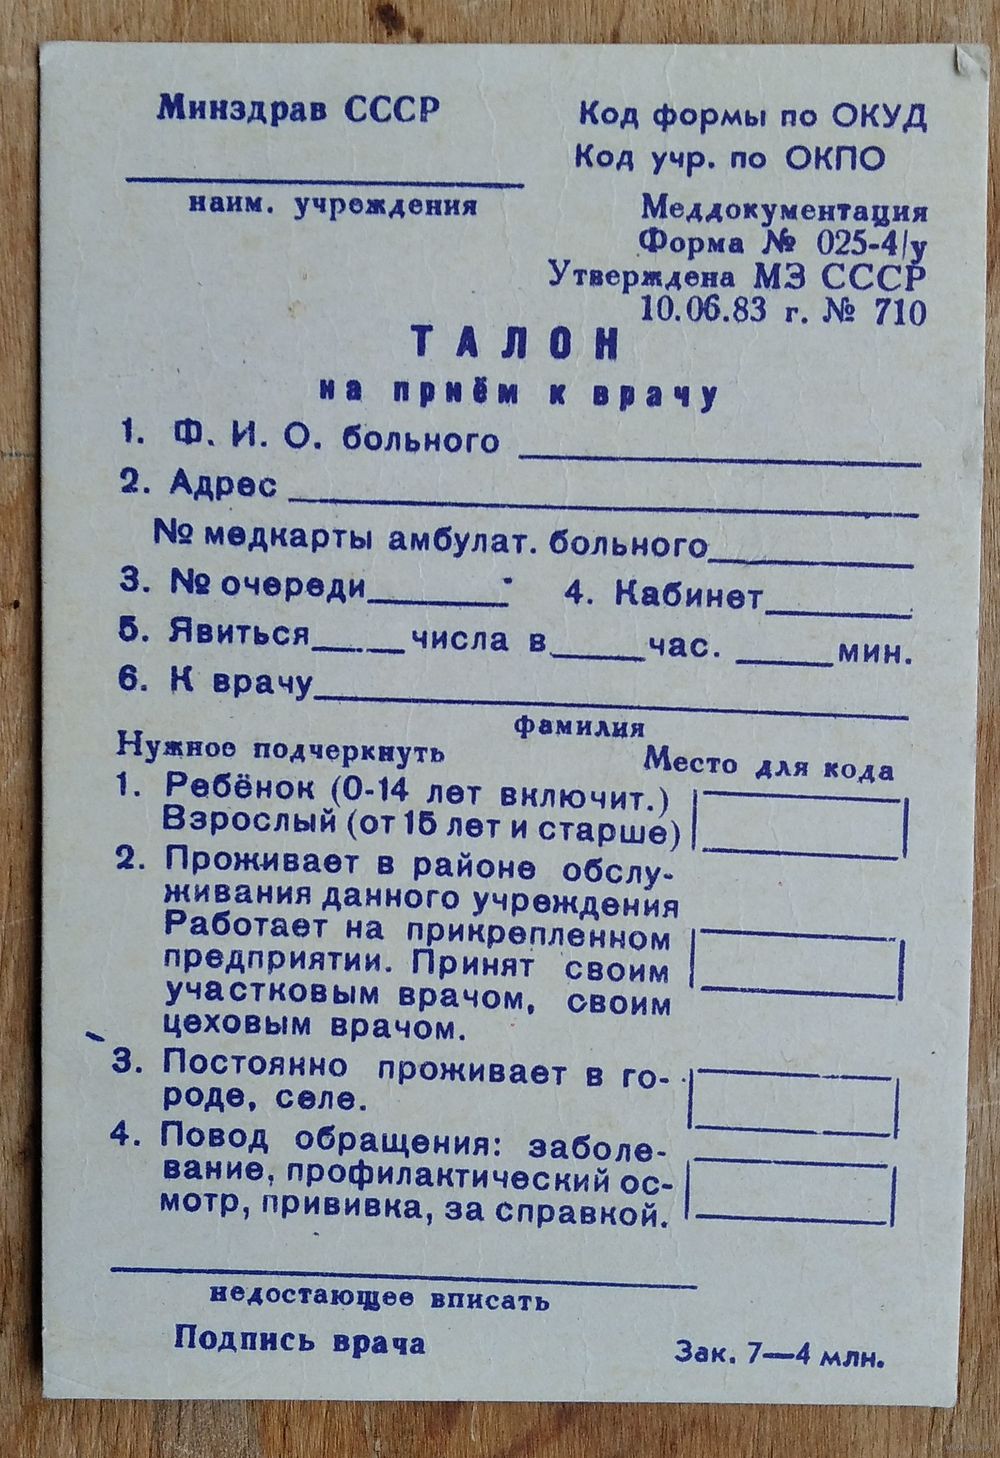 Минздрав СССР
Код формы по ОКУД
Код учр. по ОКПО
наим. учреждения
Меддокументация
Форма № 025-4/у
Утверждена МЗ СССР
10.06.83 г. № 710
ТАЛОН
на приём к врачу
1. Ф. И. О. больного
2. Адрес
№ медкарты амбулат. больного
3. № очереди 4. Кабинет
5. Явиться числа в час. мин.
6. К врачу
фамилия
Нужное подчеркнуть Место для кода
1. Ребёнок (0-14 лет включит.)
Взрослый (от 15 лет и старше)
2. Проживает в районе обслу-
живания данного учреждения
Работает на прикрепленном
предприятии. Принят своим
участковым врачом, своим
цеховым врачом.
3. Постоянно проживает в го-
роде, селе.
4. Повод обращения: заболе-
вание, профилактический ос-
мотр, прививка, за справкой.
недостающее вписать
Подпись врача
Зак. 7—4 млн.